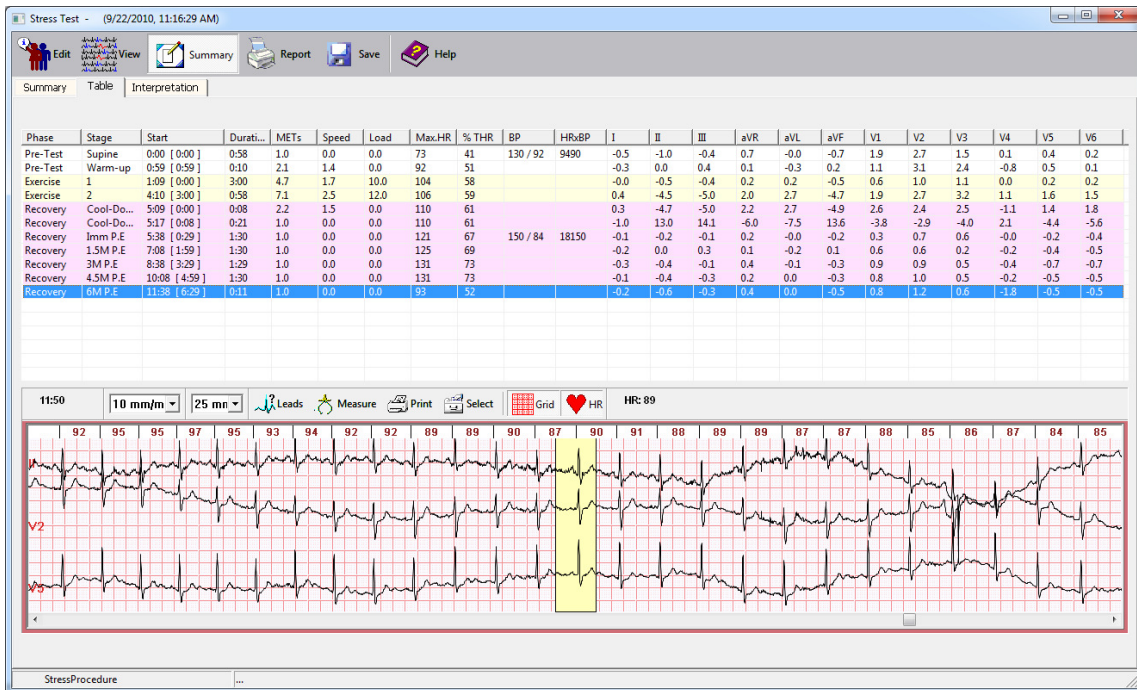 Stress Test - (9/22/2010, 11:16:29 AM)
Edit View Summary Report Save Help
Summary Table Interpretation
Phase Stage Start Durati... METs Speed Load Max.HR % THR BP HRxBP I II III aVR aVL aVF V1 V2 V3 V4 V5 V6
Pre-Test Supine 0:00 [ 0:00 ] 0:58 1.0 0.0 0.0 73 41 130 / 92 9490 -0.5 -1.0 -0.4 0.7 -0.0 -0.7 1.9 2.7 1.5 0.1 0.4 0.2
Pre-Test Warm-up 0:59 [ 0:59 ] 0:10 2.1 1.4 0.0 92 51 -0.3 0.0 0.4 0.1 -0.3 0.2 1.1 3.1 2.4 -0.8 0.5 0.1
Exercise 1 1:09 [ 0:00 ] 3:00 4.7 1.7 10.0 104 58 -0.0 -0.5 -0.4 0.2 0.2 -0.5 0.6 1.0 1.1 0.0 0.2 0.2
Exercise 2 4:10 [ 3:00 ] 0:58 7.1 2.5 12.0 106 59 0.4 -4.5 -5.0 2.0 2.7 -4.7 1.9 2.7 3.2 1.1 1.6 1.5
Recovery Cool-Do... 5:09 [ 0:00 ] 0:08 2.2 1.5 0.0 110 61 0.3 -4.7 -5.0 2.2 2.7 -4.9 2.6 2.4 2.5 -1.1 1.4 1.8
Recovery Cool-Do... 5:17 [ 0:08 ] 0:21 1.0 0.0 0.0 110 61 -1.0 13.0 14.1 -6.0 -7.5 13.6 -3.8 -2.9 -4.0 2.1 -4.4 -5.6
Recovery Imm P.E 5:38 [ 0:29 ] 1:30 1.0 0.0 0.0 121 67 150 / 84 18150 -0.1 -0.2 -0.1 0.2 -0.0 -0.2 0.3 0.7 0.6 -0.0 -0.2 -0.4
Recovery 1.5M P.E 7:08 [ 1:59 ] 1:30 1.0 0.0 0.0 125 69 -0.2 0.0 0.3 0.1 -0.2 0.1 0.6 0.6 0.2 -0.2 -0.4 -0.5
Recovery 3M P.E 8:38 [ 3:29 ] 1:29 1.0 0.0 0.0 131 73 -0.3 -0.4 -0.1 0.4 -0.1 -0.3 0.9 0.9 0.5 -0.4 -0.7 -0.7
Recovery 4.5M P.E 10:08 [ 4:59 ] 1:30 1.0 0.0 0.0 131 73 -0.1 -0.4 -0.3 0.2 0.0 -0.3 0.8 1.0 0.5 -0.2 -0.5 -0.5
Recovery 6M P.E 11:38 [ 6:29 ] 0:11 1.0 0.0 0.0 93 52 -0.2 -0.6 -0.3 0.4 0.0 -0.5 0.8 1.2 0.6 -1.8 -0.5 -0.5
11:50 10 mm/m 25 mm Leads Measure Print Select Grid HR HR: 89
92 95 95 97 95 93 94 92 92 89 89 90 87 90 91 88 89 89 87 87 88 85 86 87 84 85
II
V2
V5
StressProcedure ...